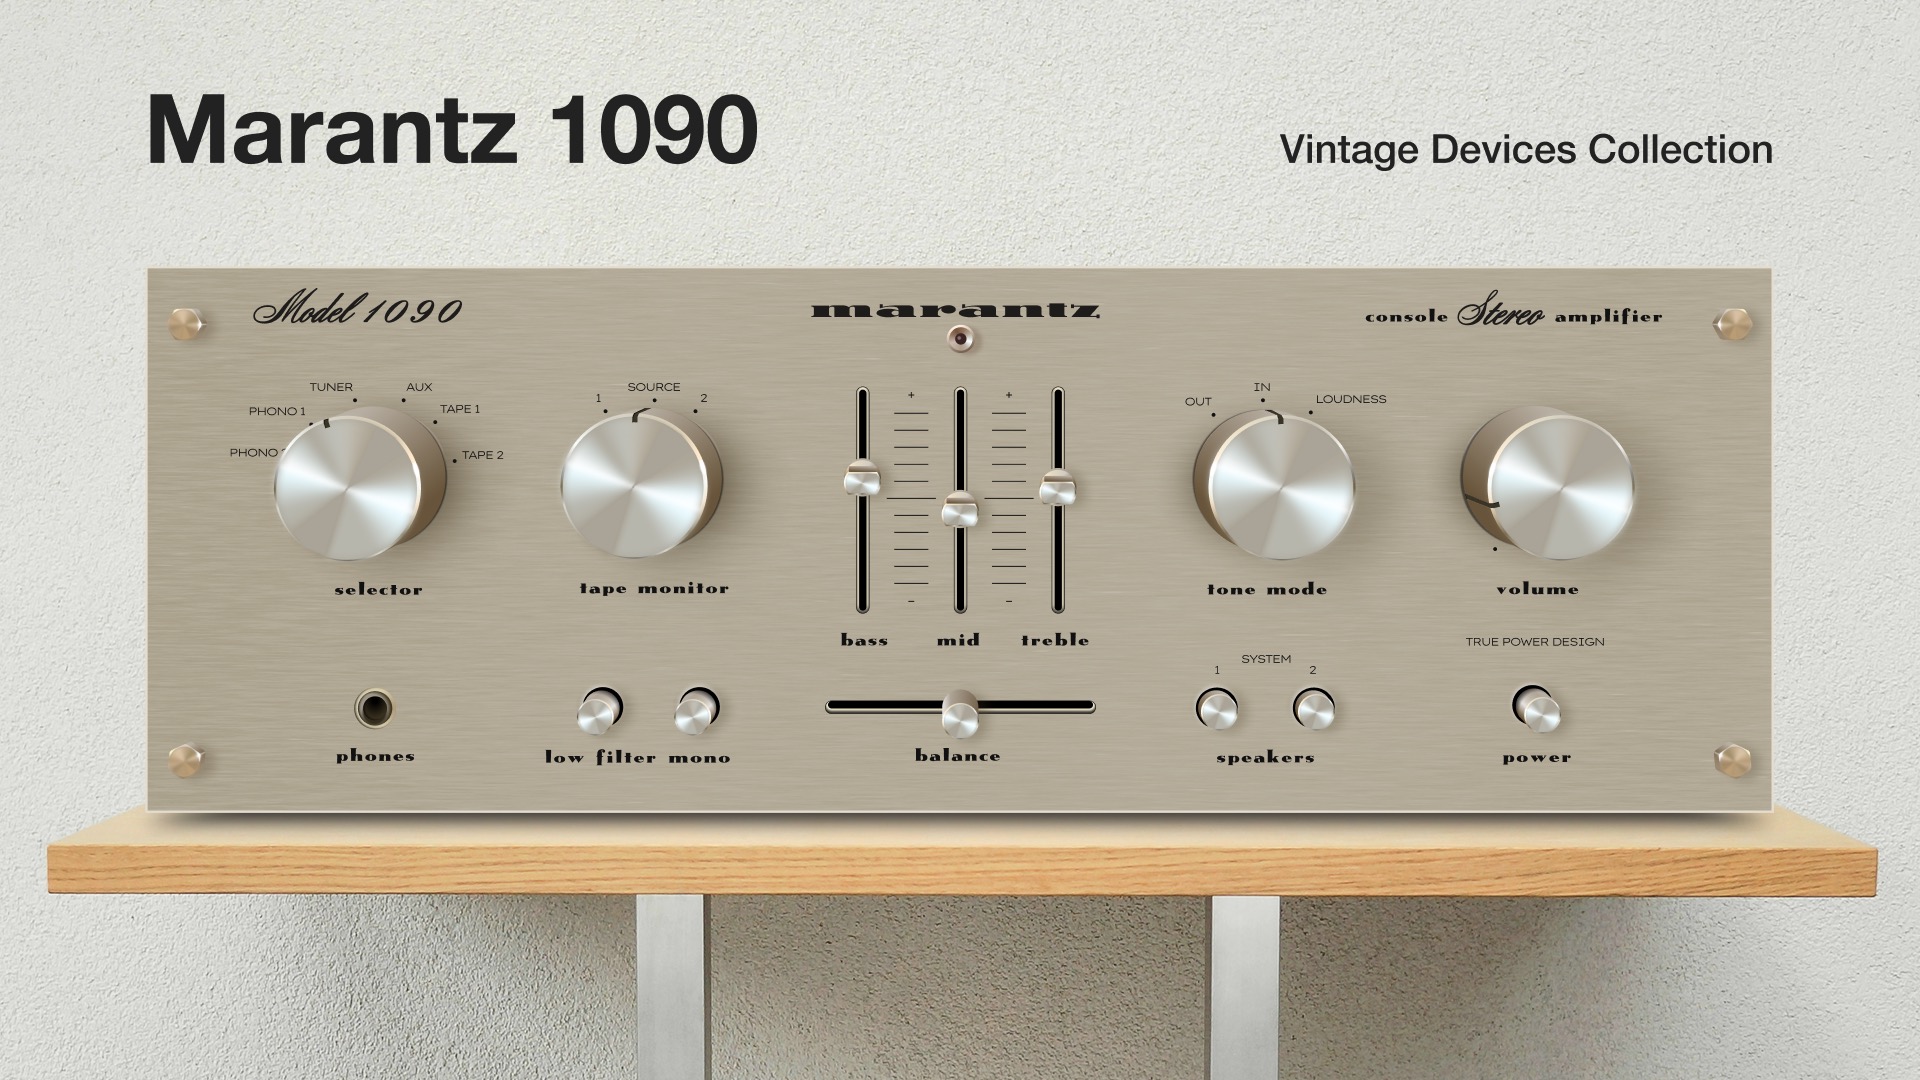 Marantz 1090
Vintage Devices Collection
Model 1090
marantz
console Stereo amplifier
TUNER
AUX
PHONO 1
TAPE 1
PHONO
TAPE 2
selector
1
SOURCE
2
tape monitor
+
+
-
-
bass
mid
treble
IN
OUT
LOUDNESS
tone mode
volume
TRUE POWER DESIGN
SYSTEM
1
2
phones
low filter
mono
balance
speakers
power